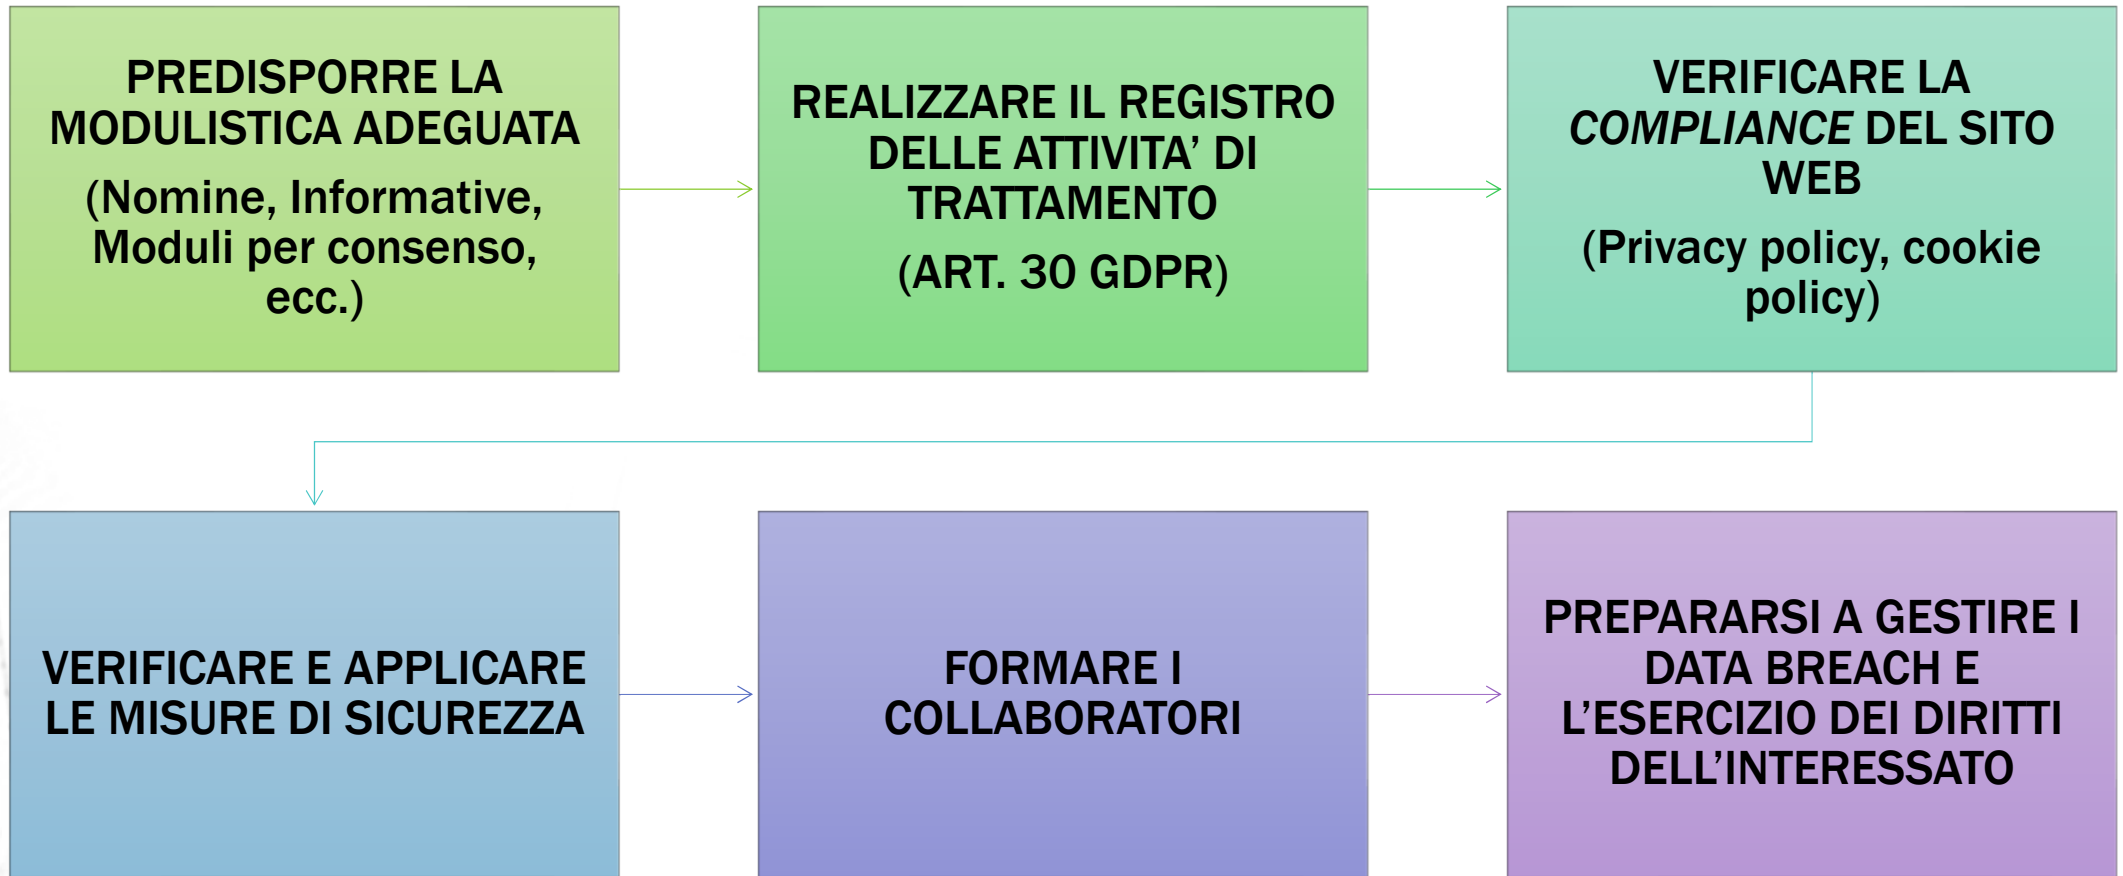 PREDISPORRE LA
MODULISTICA ADEGUATA
(Nomine, Informative,
Moduli per consenso,
ecc.)
REALIZZARE IL REGISTRO
DELLE ATTIVITA’ DI
TRATTAMENTO
(ART. 30 GDPR)
VERIFICARE LA
COMPLIANCE DEL SITO
WEB
(Privacy policy, cookie
policy)
VERIFICARE E APPLICARE
LE MISURE DI SICUREZZA
FORMARE I
COLLABORATORI
PREPARARSI A GESTIRE I
DATA BREACH E
L’ESERCIZIO DEI DIRITTI
DELL’INTERESSATO